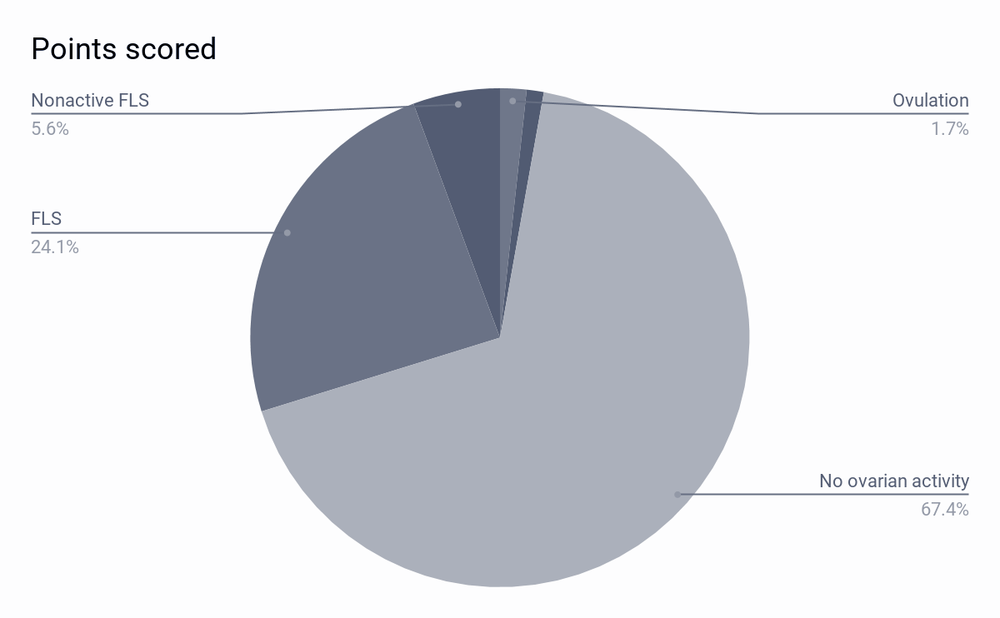 Points scored
Nonactive FLS
5.6%
FLS
24.1%
Ovulation
1.7%
No ovarian activity
67.4%